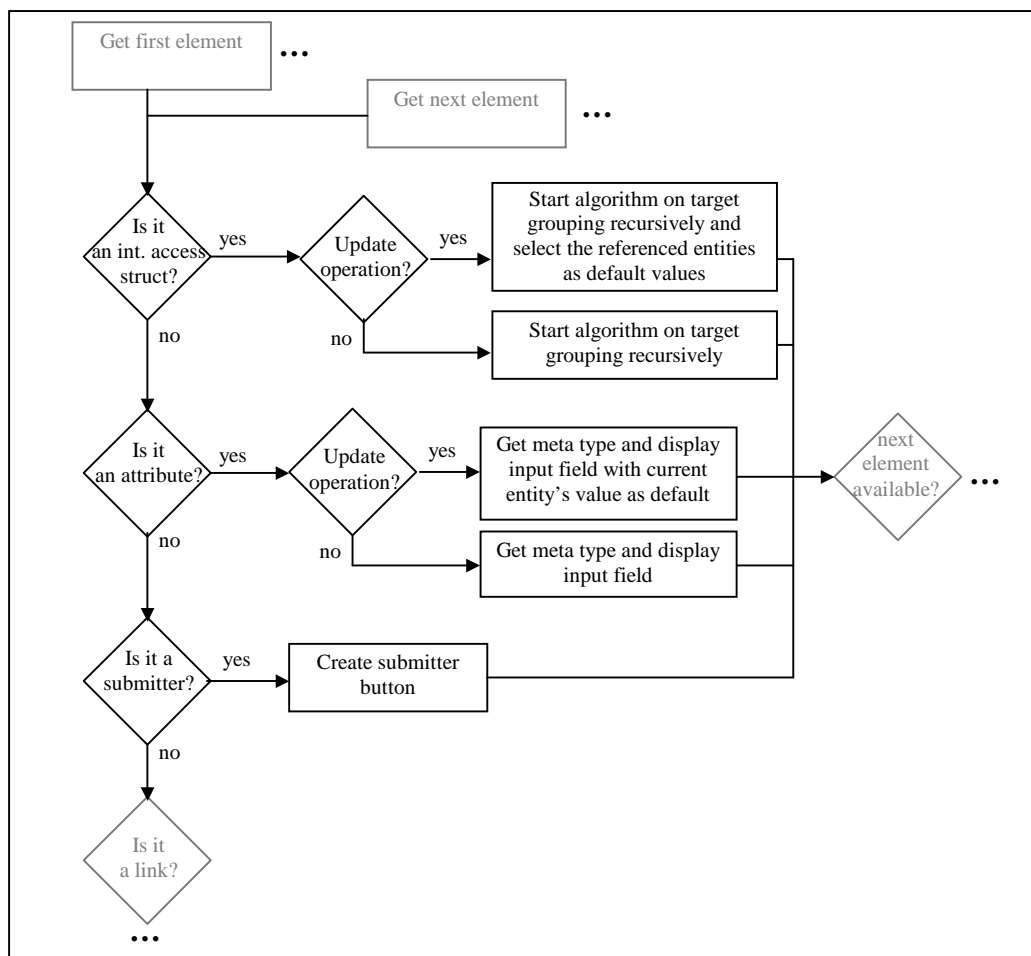 Get first element
...
Get next element
...
Is it
an int. access
struct?
yes
Update
operation?
yes
Start algorithm on target
grouping recursively and
select the referenced entities
as default values
no
no
Start algorithm on target
grouping recursively
Is it
an attribute?
yes
Update
operation?
yes
Get meta type and display
input field with current
entity’s value as default
next
element
available?
...
no
no
Get meta type and display
input field
Is it a
submitter?
yes
Create submitter
button
no
Is it
a link?
...